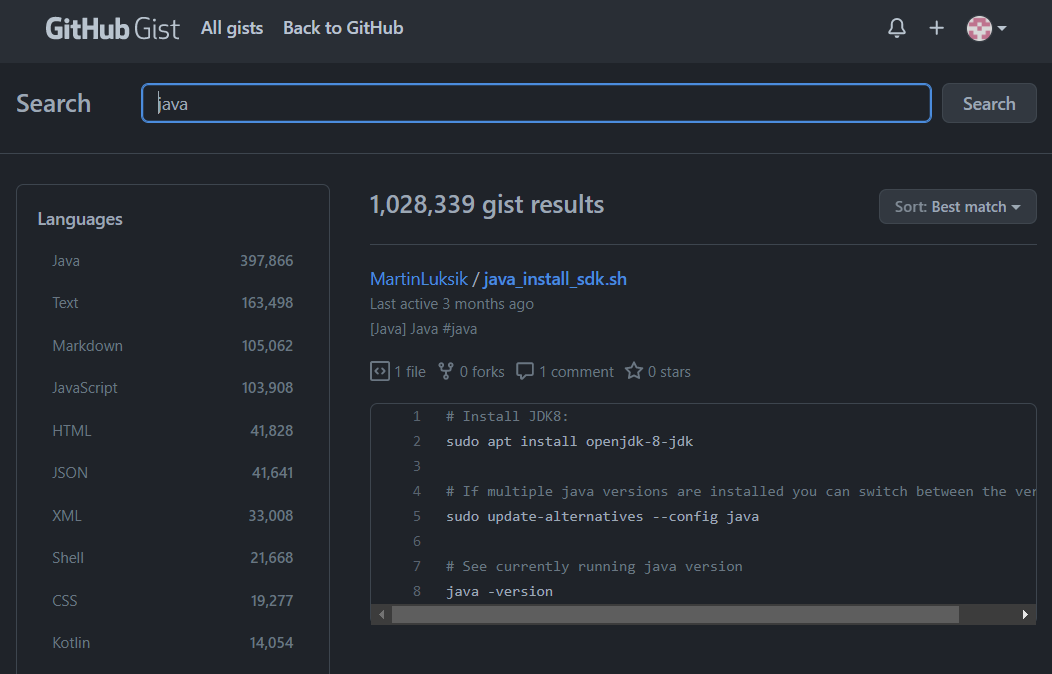 GitHub Gist All gists Back to GitHub
Search java Search
Languages
Java 397,866
Text 163,498
Markdown 105,062
JavaScript 103,908
HTML 41,828
JSON 41,641
XML 33,008
Shell 21,668
CSS 19,277
Kotlin 14,054
1,028,339 gist results
Sort: Best match
MartinLuksik / java_install_sdk.sh
Last active 3 months ago
[Java] Java #java
1 file 0 forks 1 comment 0 stars
1 # Install JDK8:
2 sudo apt install openjdk-8-jdk
3
4 # If multiple java versions are installed you can switch between the ver
5 sudo update-alternatives --config java
6
7 # See currently running java version
8 java -version